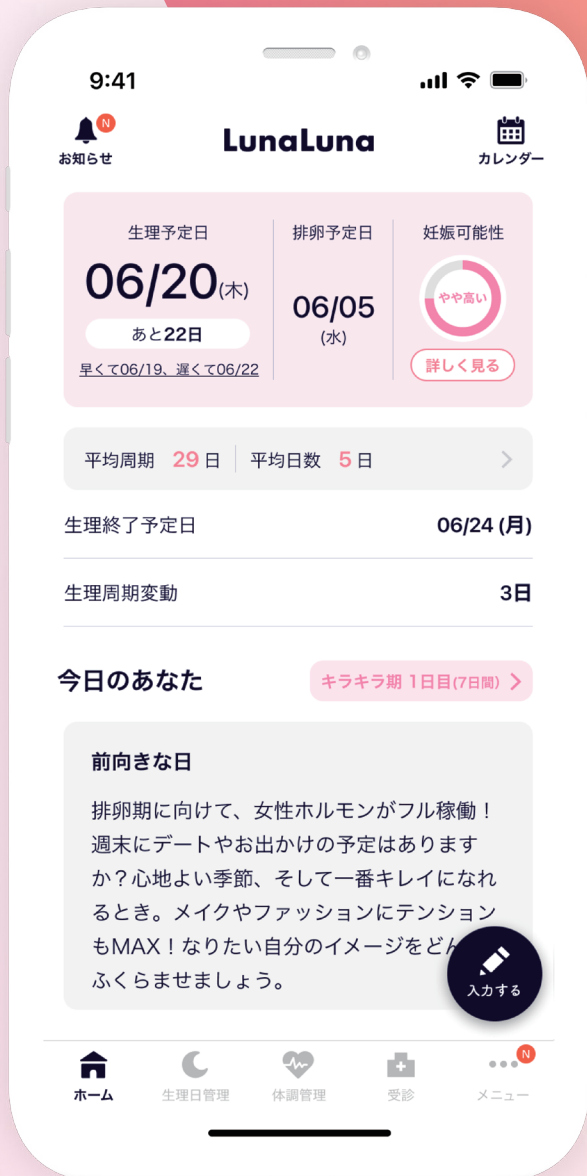 9:41
N
お知らせ
LunaLuna
カレンダー
生理予定日
06/20(木)
あと22日
早くて06/19、遅くて06/22
排卵予定日
06/05
(水)
妊娠可能性
やや高い
詳しく見る
平均周期 29日 平均日数 5日
生理終了予定日 06/24 (月)
生理周期変動 3日
今日のあなた
キラキラ期 1日目(7日間)
前向きな日
排卵期に向けて、女性ホルモンがフル稼働！
週末にデートやお出かけの予定はあります
か？心地よい季節、そして一番キレイになれ
るとき。メイクやファッションにテンション
もMAX！なりたい自分のイメージをどん
ふくらませましょう。
入力する
ホーム
生理日管理
体調管理
受診
N
メニュー